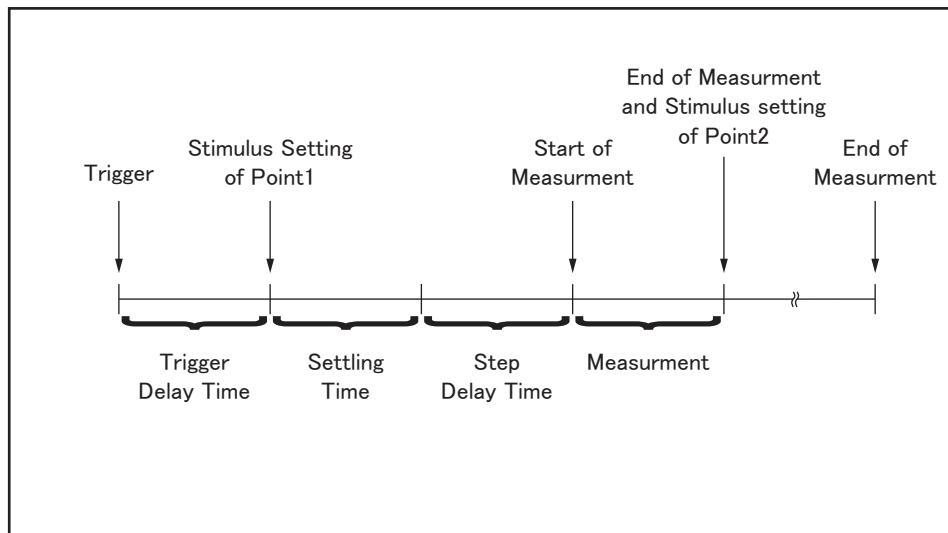 End of Measurment
and Stimulus setting
of Point2
Stimulus Setting
of Point1
Start of
Measurment
End of
Measurment
Trigger
Trigger
Delay Time
Settling
Time
Step
Delay Time
Measurment